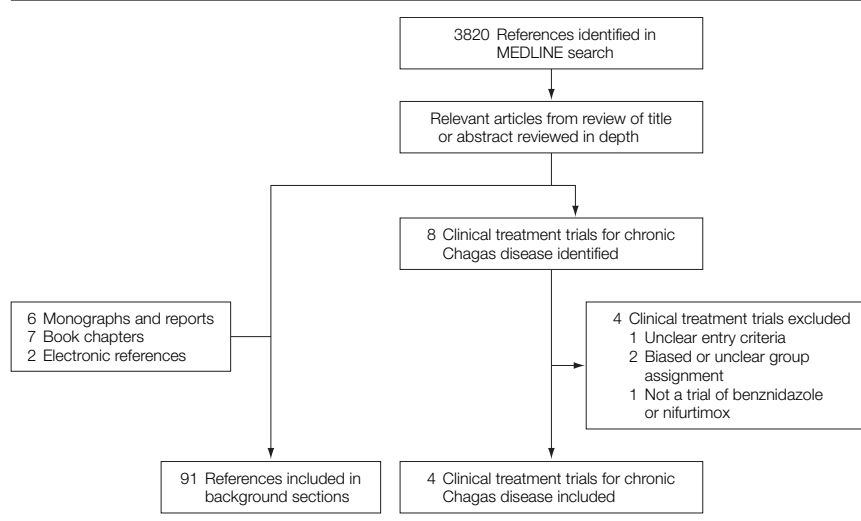 3820 References identified in
MEDLINE search
Relevant articles from review of title
or abstract reviewed in depth
8 Clinical treatment trials for chronic
Chagas disease identified
6 Monographs and reports
7 Book chapters
2 Electronic references
4 Clinical treatment trials excluded
1 Unclear entry criteria
2 Biased or unclear group
assignment
1 Not a trial of benznidazole
or nifurtimox
91 References included in
background sections
4 Clinical treatment trials for chronic
Chagas disease included